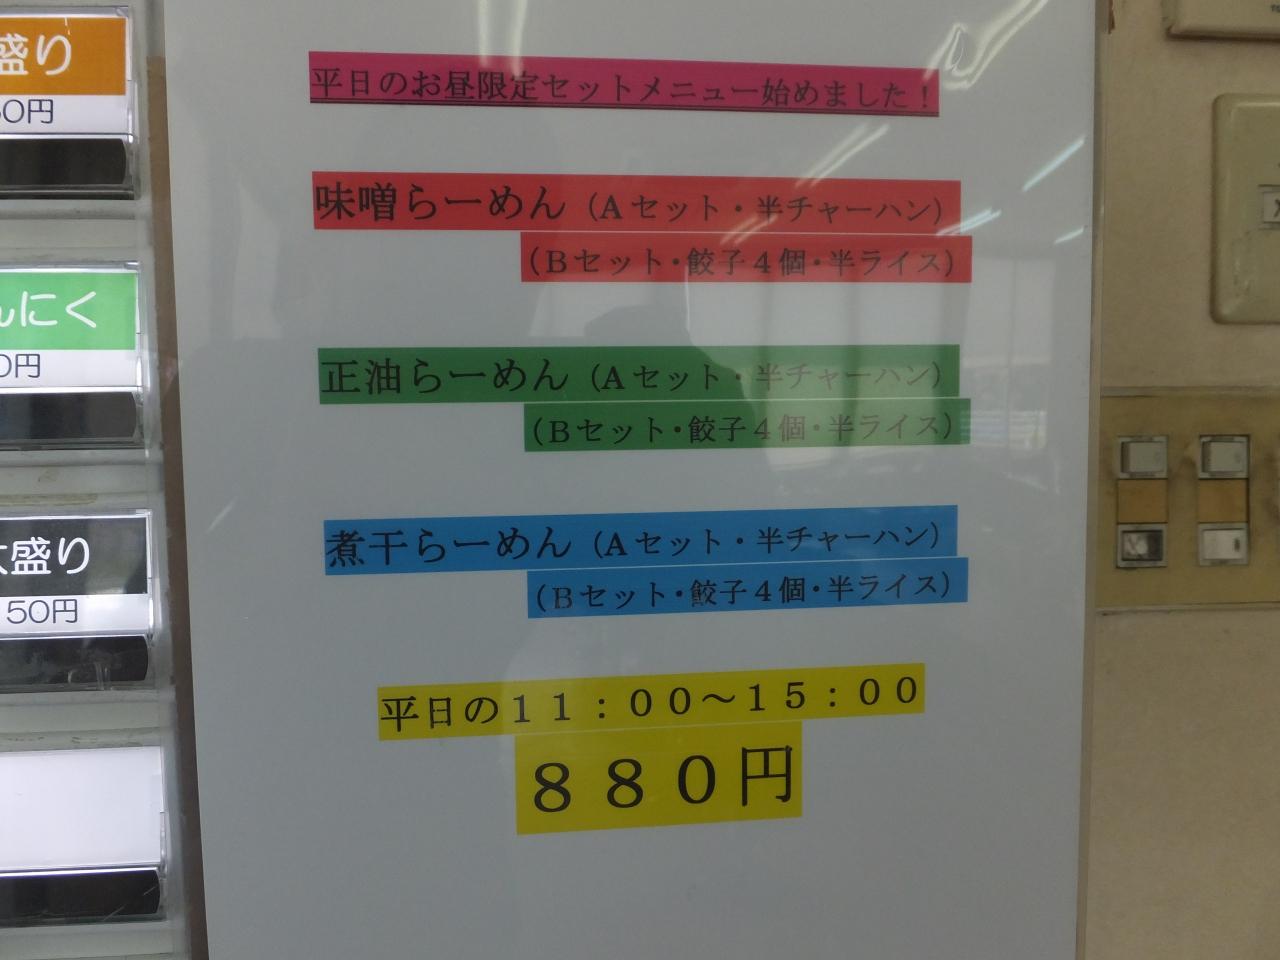 盛り
50円
んにく
0円
大盛り
150円
平日のお昼限定セットメニュー始めました！
味噌らーめん（Aセット・半チャーハン）
（Bセット・餃子４個・半ライス）
正油らーめん（Aセット・半チャーハン）
（Bセット・餃子４個・半ライス）
煮干らーめん（Aセット・半チャーハン）
（Bセット・餃子４個・半ライス）
平日の１１：００～１５：００
８８０円